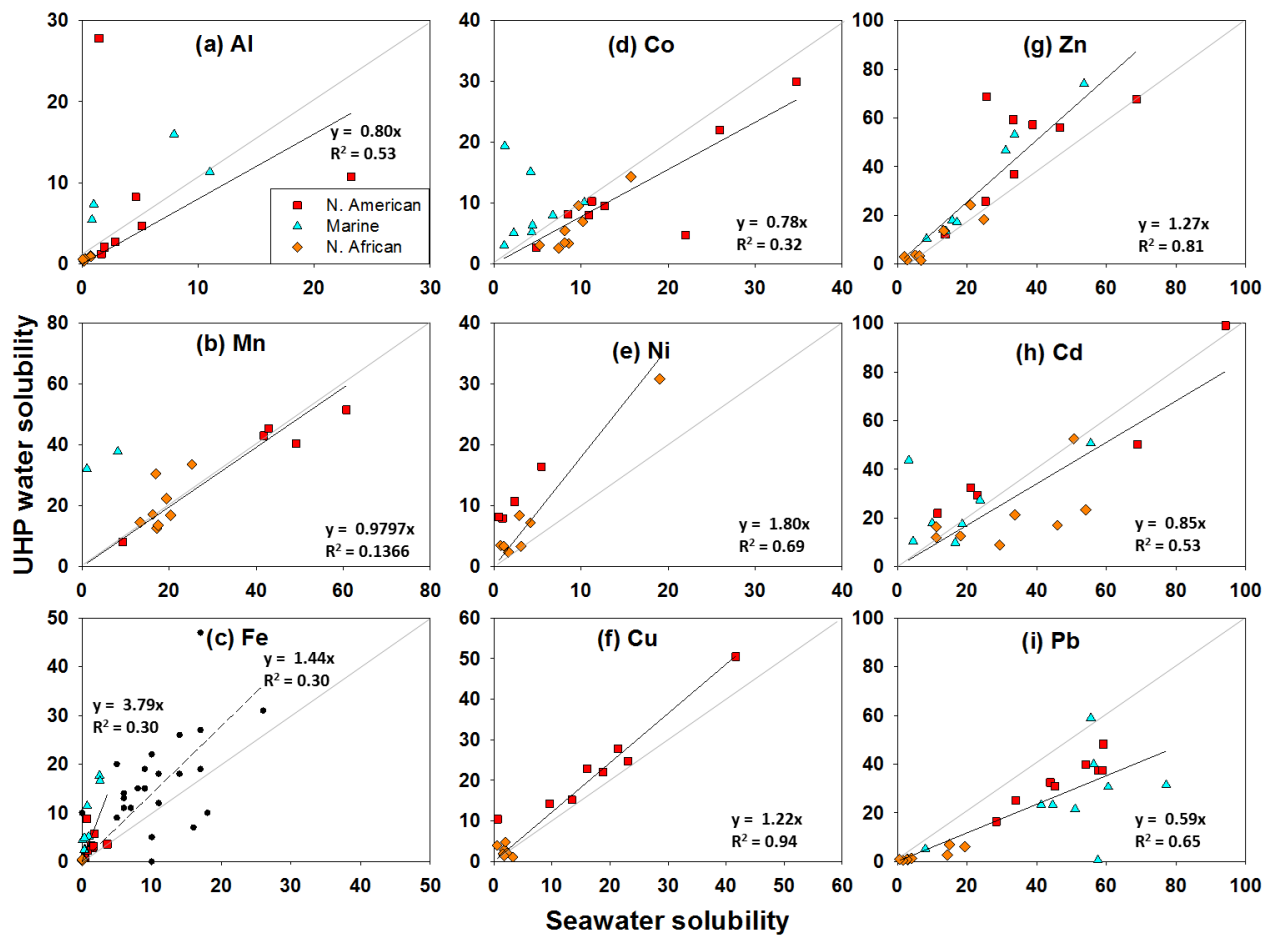 (a) Al
30
20
10
0
0
10
20
30
y = 0.80x
R² = 0.53
N. American
Marine
N. African
(d) Co
40
30
20
10
0
0
10
20
30
40
y = 0.78x
R² = 0.32
(g) Zn
100
80
60
40
20
0
0
20
40
60
80
100
y = 1.27x
R² = 0.81
UHP water solubility
(b) Mn
80
60
40
20
0
0
20
40
60
80
y = 0.9797x
R² = 0.1366
(e) Ni
40
30
20
10
0
0
10
20
30
40
y = 1.80x
R² = 0.69
(h) Cd
100
80
60
40
20
0
0
20
40
60
80
100
y = 0.85x
R² = 0.53
(c) Fe
50
40
30
20
10
0
0
10
20
30
40
50
y = 1.44x
R² = 0.30
y = 3.79x
R² = 0.30
(f) Cu
60
50
40
30
20
10
0
0
10
20
30
40
50
60
y = 1.22x
R² = 0.94
(i) Pb
100
80
60
40
20
0
0
20
40
60
80
100
y = 0.59x
R² = 0.65
Seawater solubility